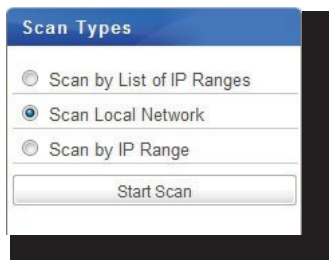 Scan Types
Scan by List of IP Ranges
Scan Local Network
Scan by IP Range
Start Scan